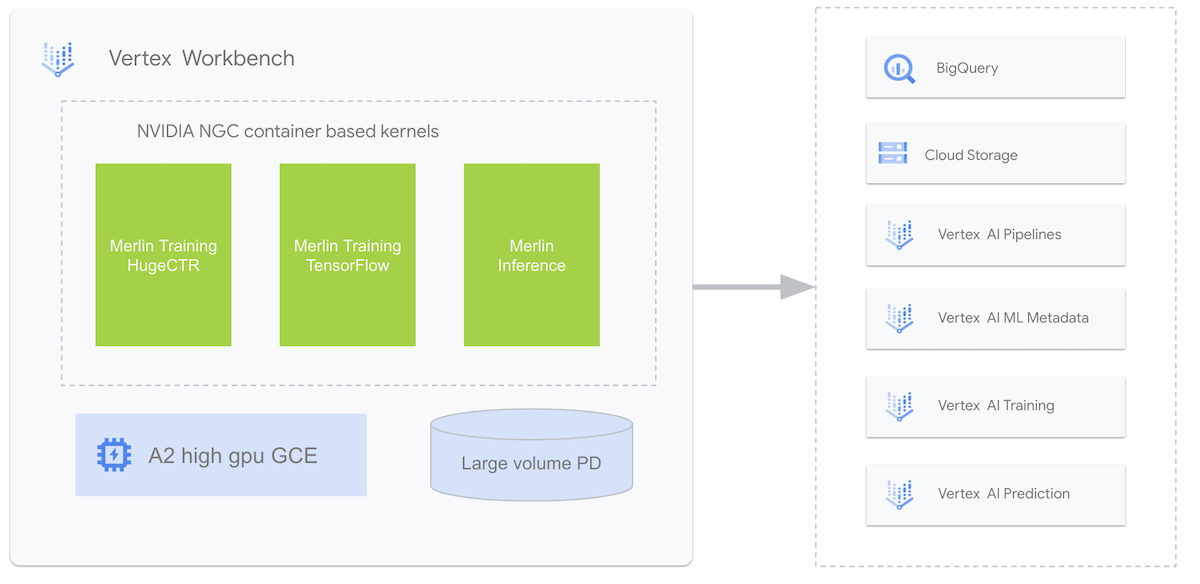 Vertex Workbench
NVIDIA NGC container based kernels
Merlin Training
HugeCTR
Merlin Training
TensorFlow
Merlin
Inference
A2 high gpu GCE
Large volume PD
BigQuery
Cloud Storage
Vertex AI Pipelines
Vertex AI ML Metadata
Vertex AI Training
Vertex AI Prediction